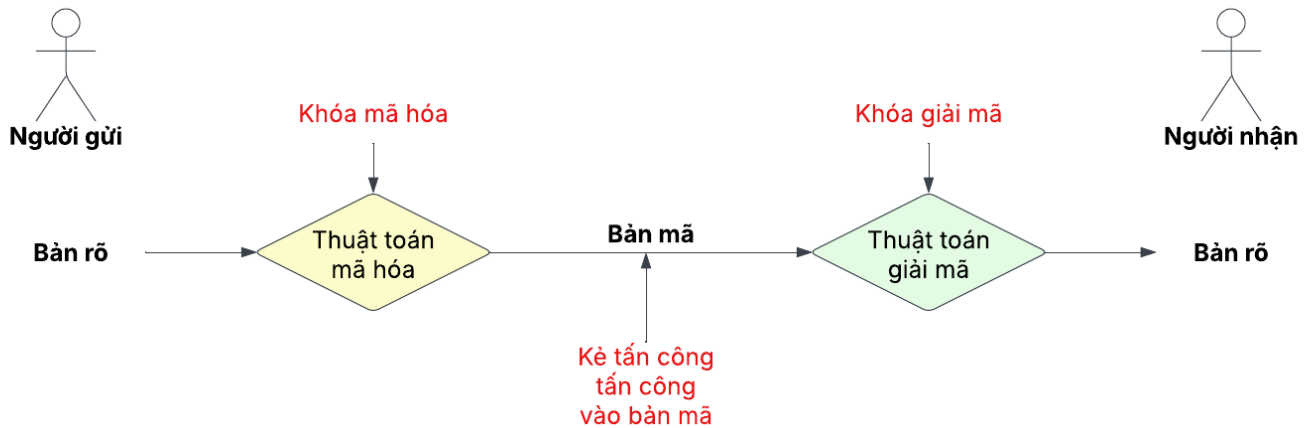 Khóa mã hóa
Khóa giải mã
Người gửi
Người nhận
Bản rõ
Thuật toán
mã hóa
Bản mã
Thuật toán
giải mã
Bản rõ
Kẻ tấn công
tấn công
vào bản mã